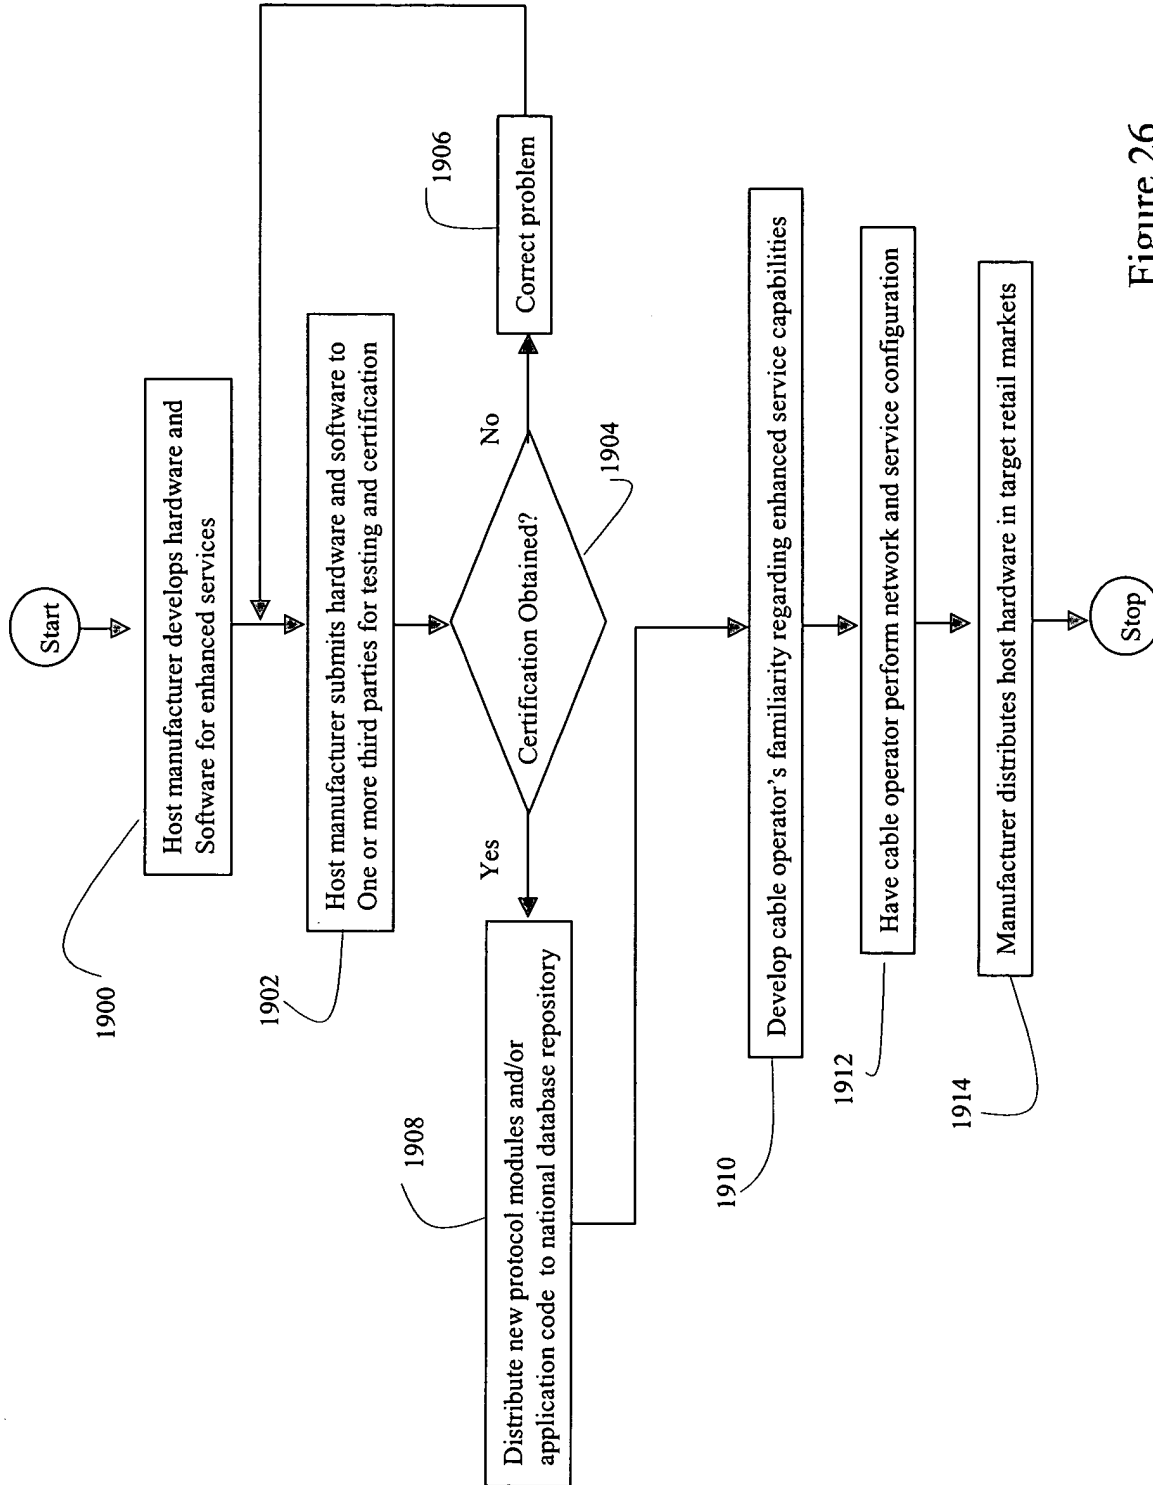 Start
Host manufacturer develops hardware and
Software for enhanced services
1900
Host manufacturer submits hardware and software to
One or more third parties for testing and certification
1902
Certification Obtained?
1904
No
Correct problem
1906
Yes
Distribute new protocol modules and/or
application code to national database repository
1908
Develop cable operator's familiarity regarding enhanced service capabilities
1910
Have cable operator perform network and service configuration
1912
Manufacturer distributes host hardware in target retail markets
1914
Stop
Figure 26